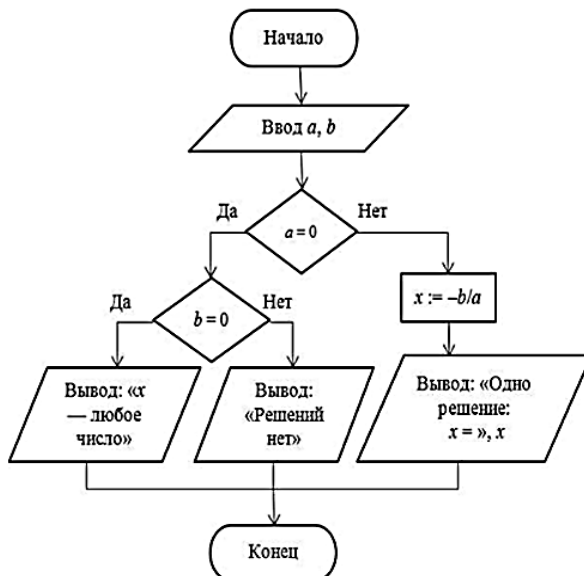 Начало
Ввод a, b
Да
Нет
a = 0
Да
Нет
b = 0
x := –b/a
Вывод: «x
— любое
число»
Вывод:
«Решений
нет»
Вывод: «Одно
решение:
x = », x
Конец